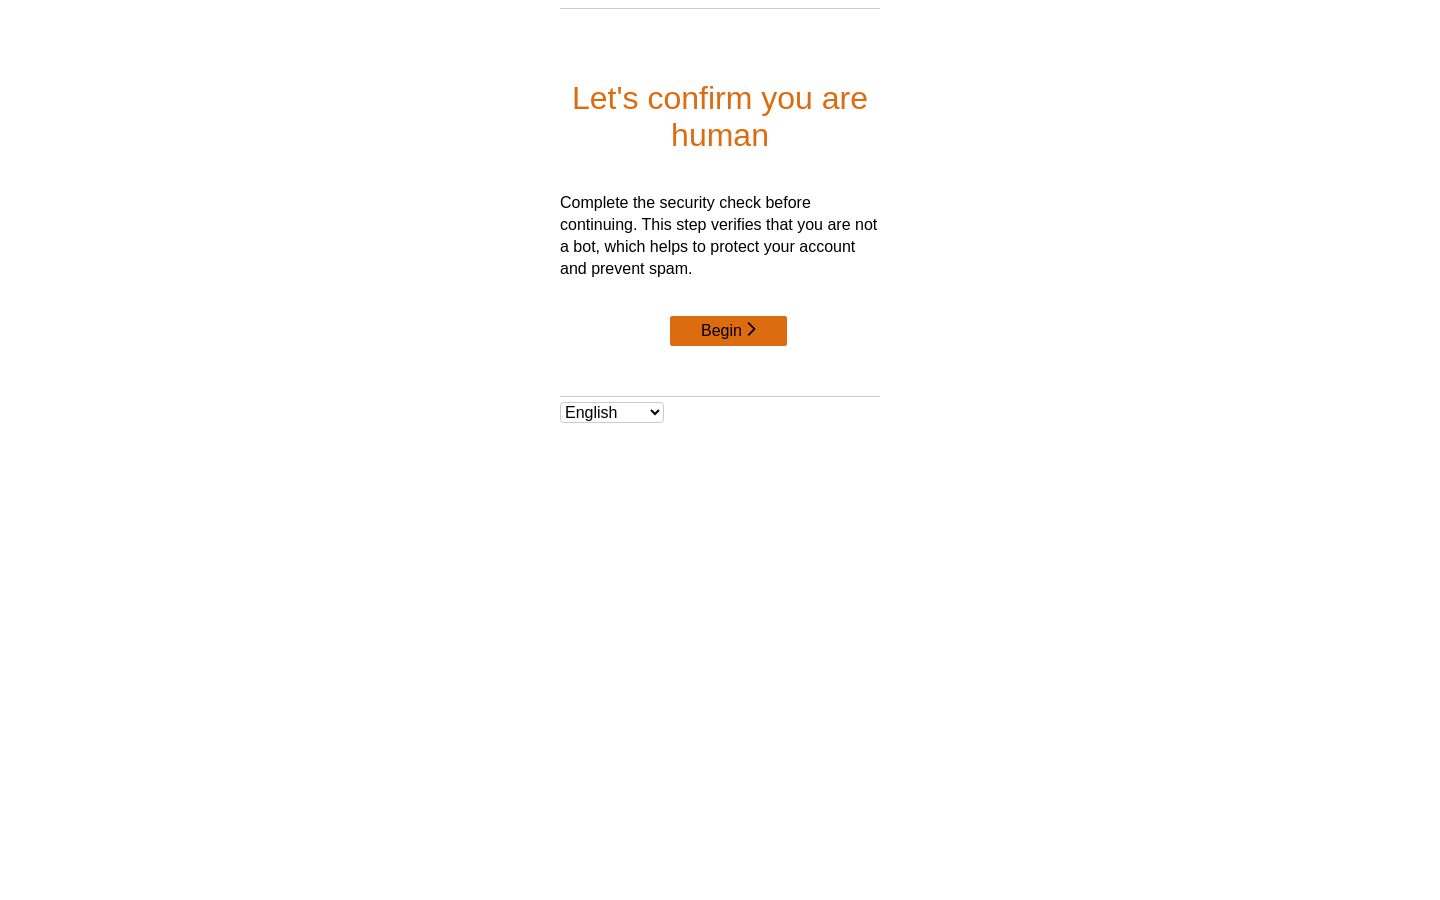 Let's confirm you are
human
Complete the security check before
continuing. This step verifies that you are not
a bot, which helps to protect your account
and prevent spam.
Begin
English